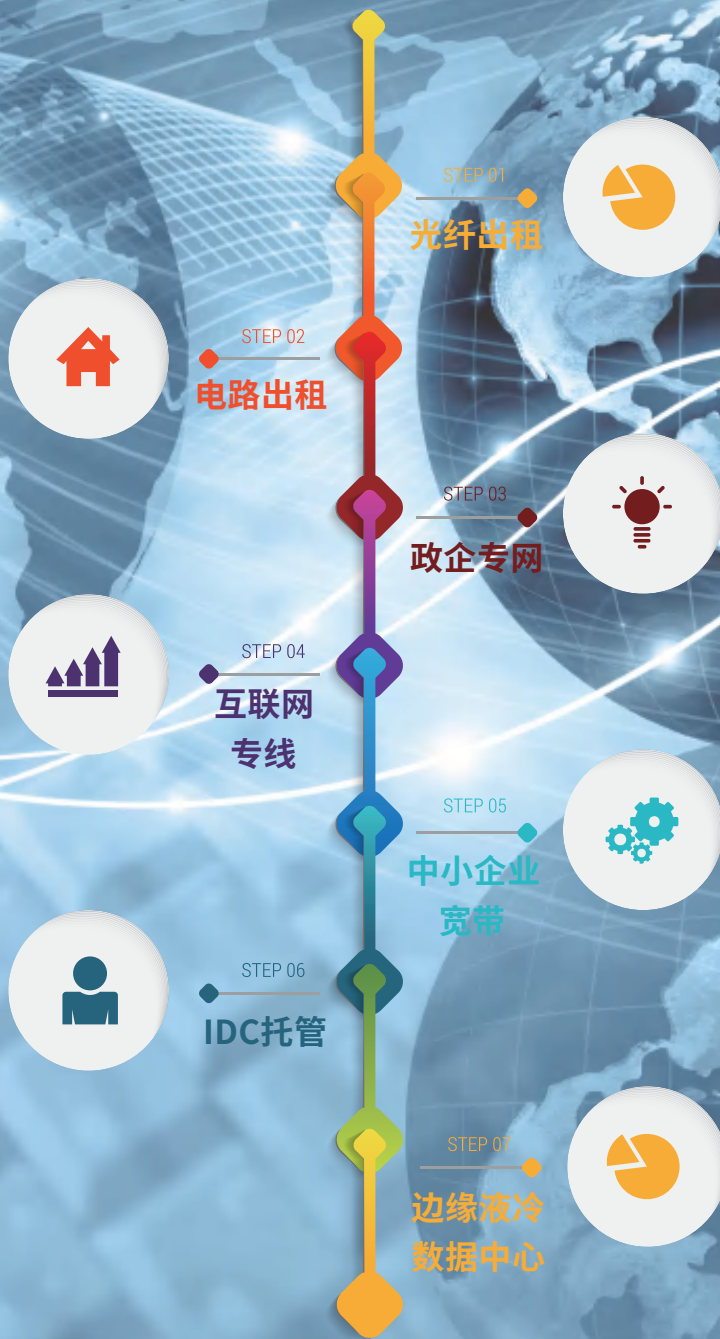 STEP 01
光纤出租
STEP 02
电路出租
STEP 03
政企专网
STEP 04
互联网
专线
STEP 05
中小企业
宽带
STEP 06
IDC托管
STEP 07
边缘液冷
数据中心